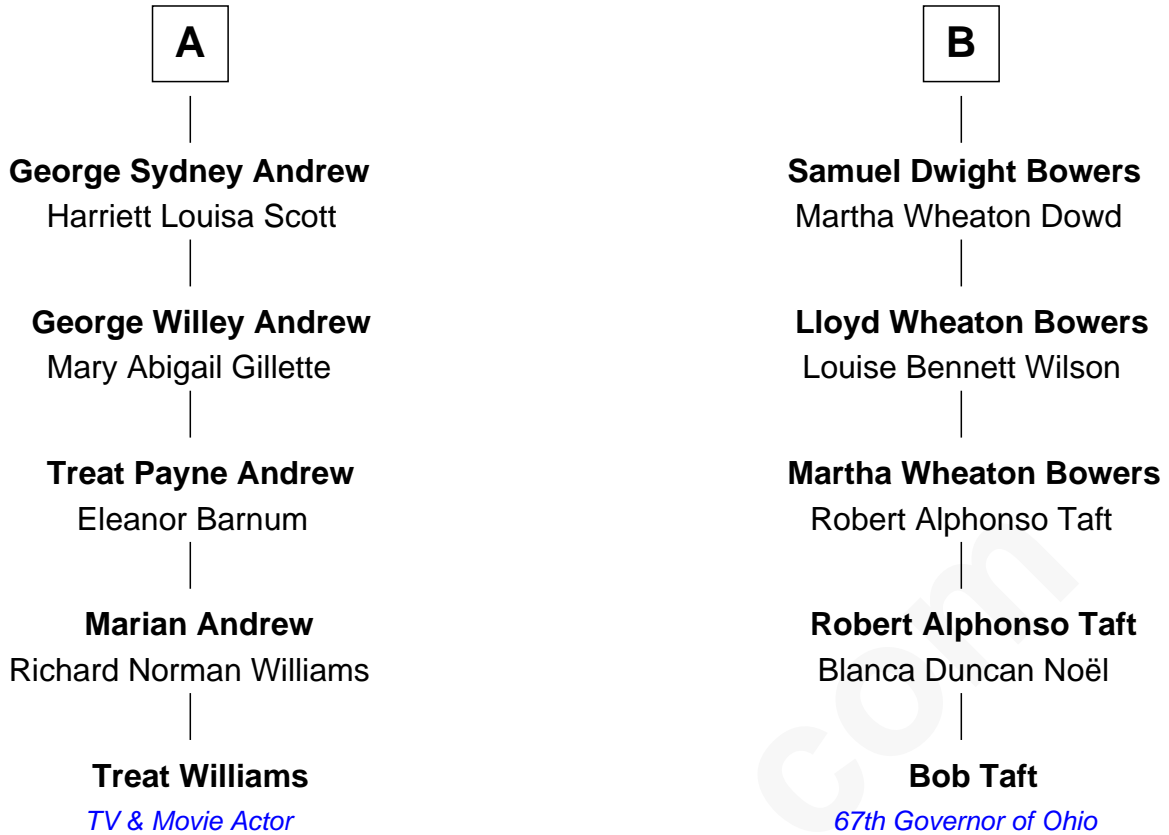 A
George Sydney Andrew
Harriett Louisa Scott
George Willey Andrew
Mary Abigail Gillette
Treat Payne Andrew
Eleanor Barnum
Marian Andrew
Richard Norman Williams
Treat Williams
TV & Movie Actor
B
Samuel Dwight Bowers
Martha Wheaton Dowd
Lloyd Wheaton Bowers
Louise Bennett Wilson
Martha Wheaton Bowers
Robert Alphonso Taft
Robert Alphonso Taft
Blanca Duncan Noël
Bob Taft
67th Governor of Ohio
com